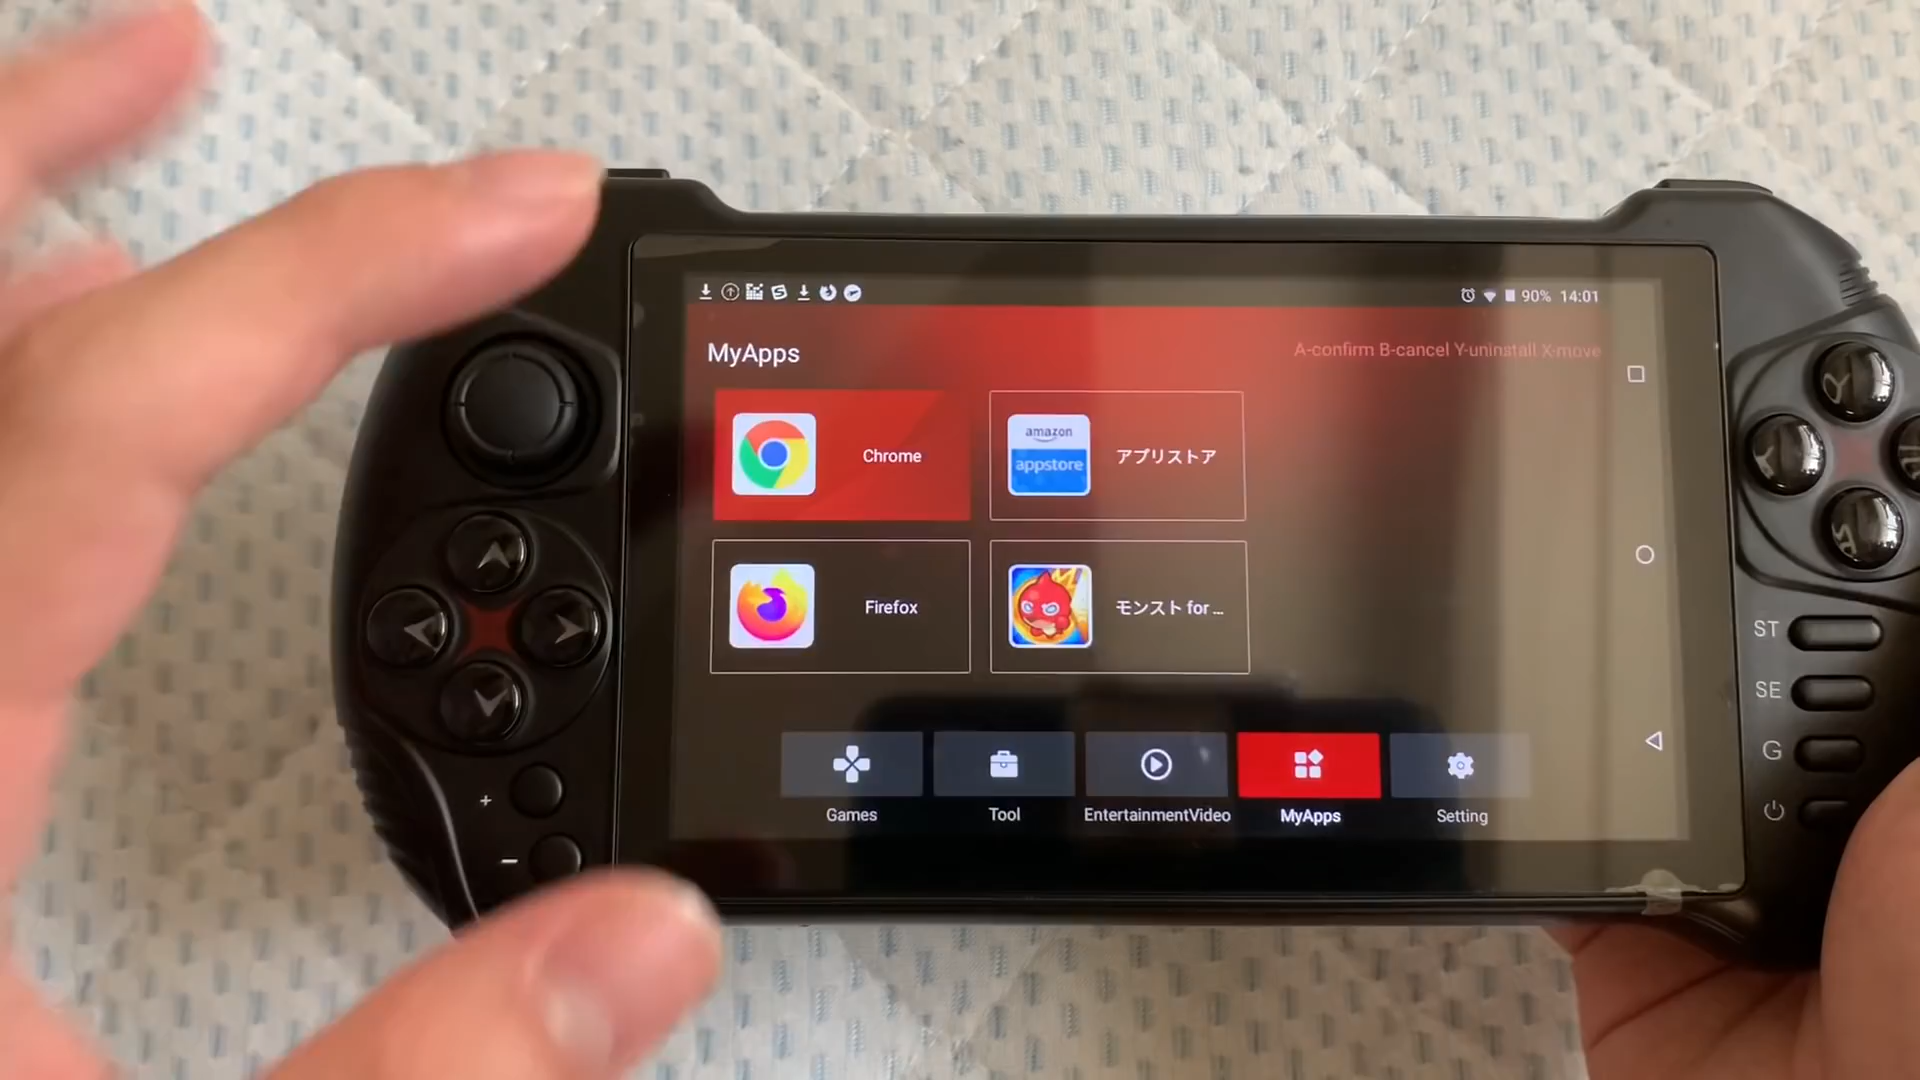 90% 14:01
MyApps
A-confirm B-cancel Y-uninstall X-move
Chrome
amazon
appstore
アプリストア
Firefox
モンスト for ...
Games
Tool
EntertainmentVideo
MyApps
Setting
Y
ST
SE
G
+
−